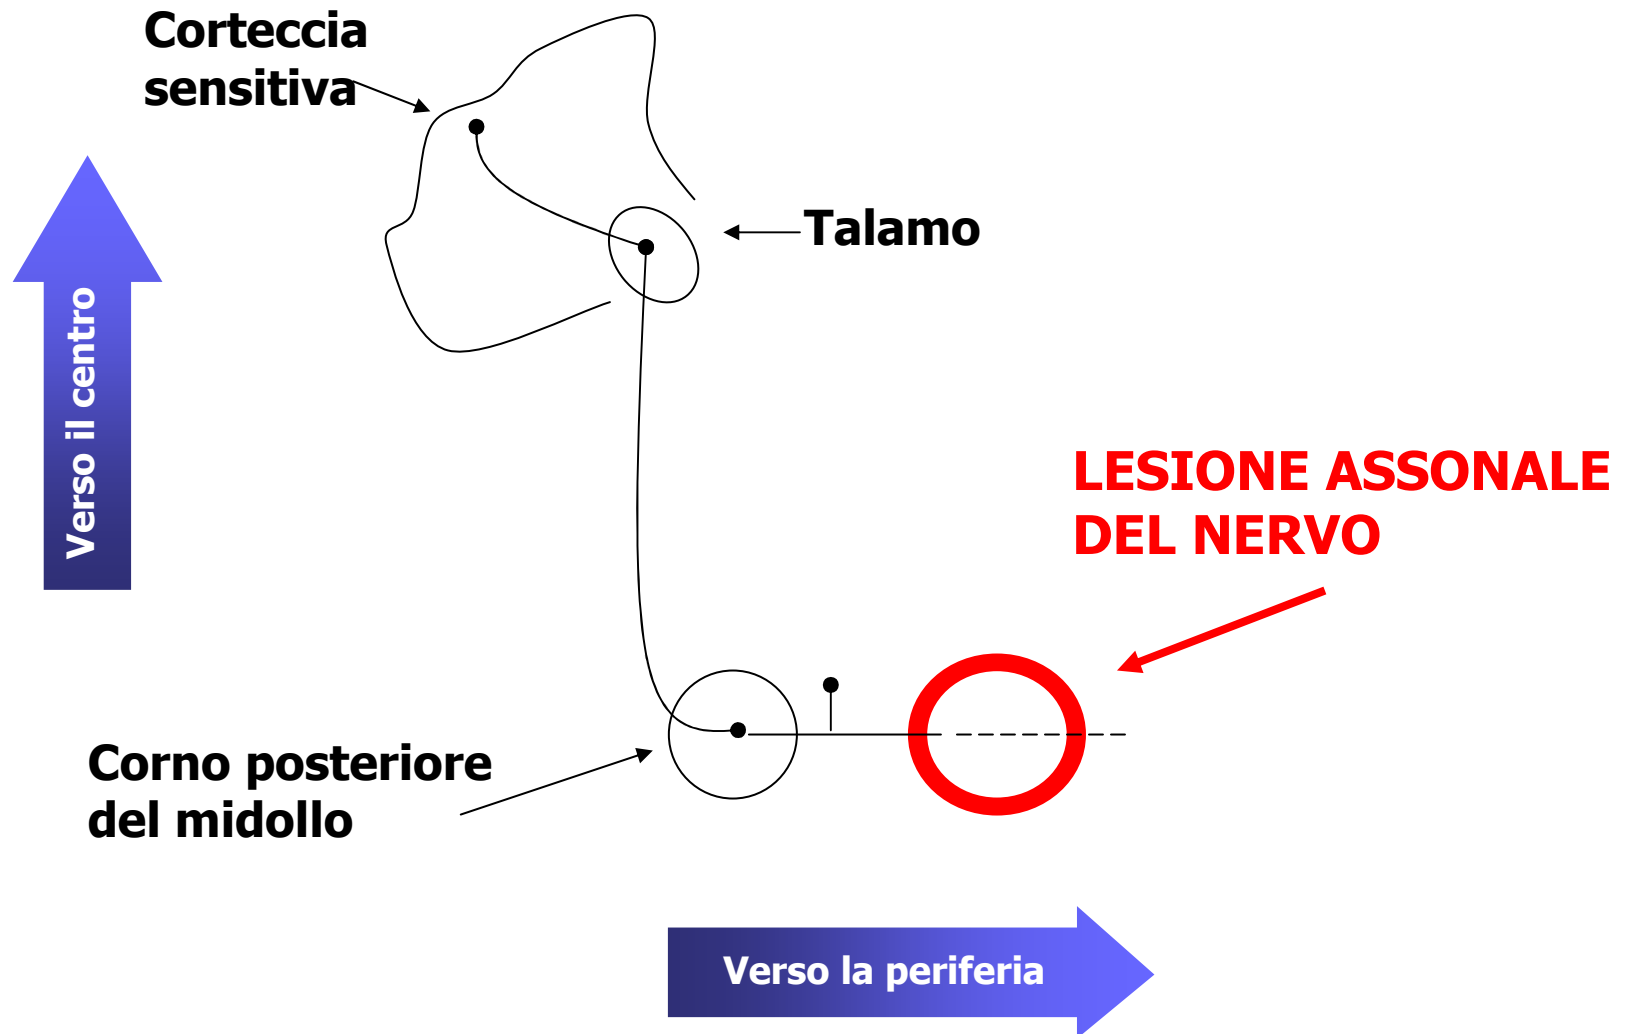 Corteccia
sensitiva
Talamo
Verso il centro
LESIONE ASSONALE
DEL NERVO
Corno posteriore
del midollo
Verso la periferia